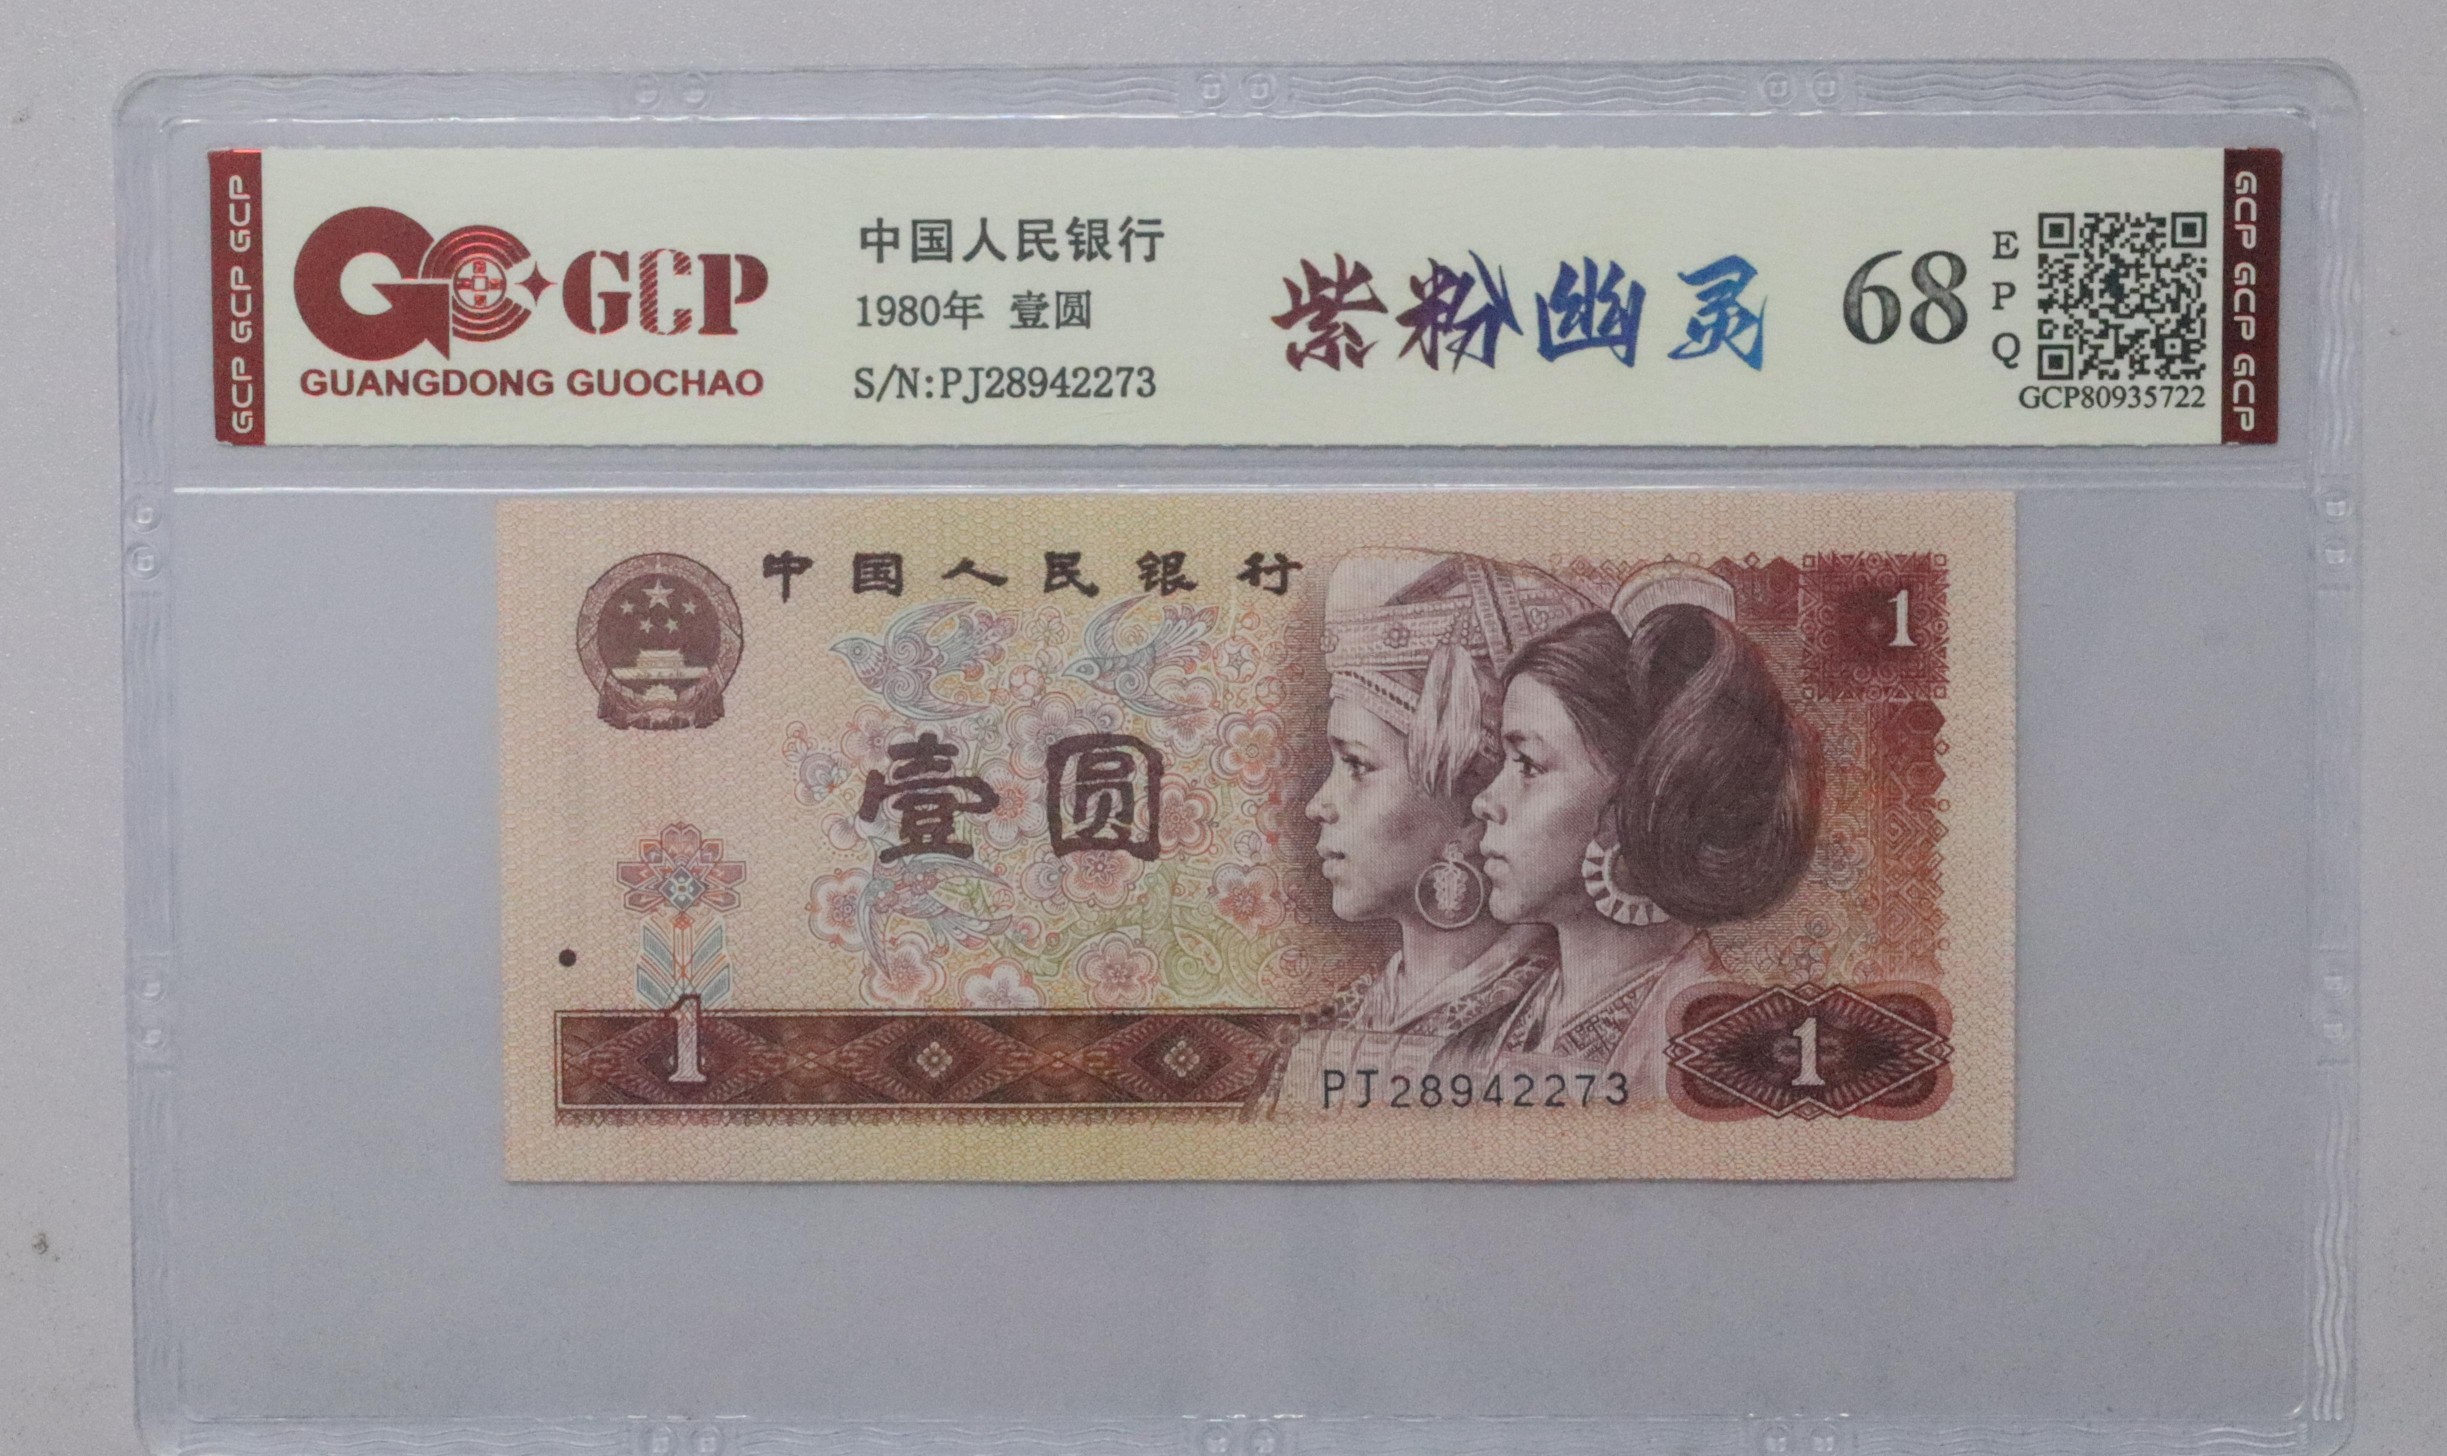 GCP GCP GCP
GC GCP
GUANGDONG GUOCHAO
中国人民银行
1980年 壹圆
S/N:PJ28942273
紫粉幽灵
68
E
P
Q
GCP80935722
GCP GCP GCP
中国人民银行
1
壹圆
1
1
PJ28942273